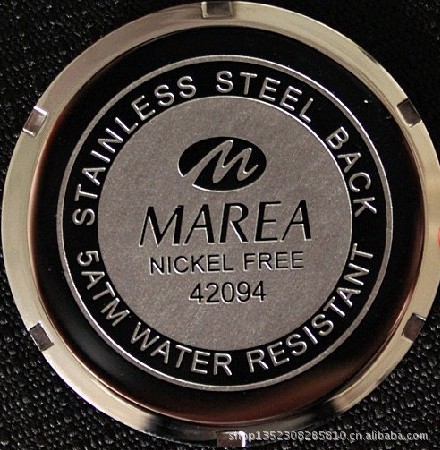 STAINLESS STEEL BACK
M
MAREA
NICKEL FREE
42094
5ATM WATER RESISTANT
shop1352308285810.cn.alibaba.com